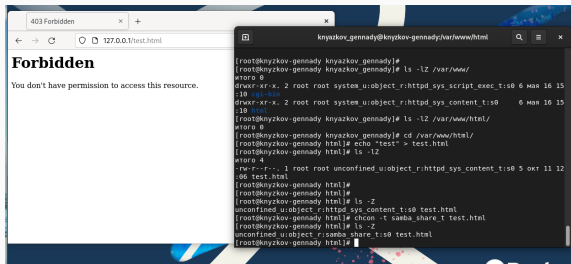 403 Forbidden
127.0.0.1/test.html
Forbidden
You don't have permission to access this resource.
knyazkov_gennady@knyzkov-gennady:/var/www/html
[root@knyzkov-gennady knyazkov_gennady]#
[root@knyzkov-gennady knyazkov_gennady]# ls -lZ /var/www/
итого 0
drwxr-xr-x. 2 root root system_u:object_r:httpd_sys_script_exec_t:s0 6 мая 16 15
:10 cgi-bin
drwxr-xr-x. 2 root root system_u:object_r:httpd_sys_content_t:s0     6 мая 16 15
:10 html
[root@knyzkov-gennady knyazkov_gennady]# ls -lZ /var/www/html/
итого 0
[root@knyzkov-gennady knyazkov_gennady]# cd /var/www/html/
[root@knyzkov-gennady html]# echo "test" > test.html
[root@knyzkov-gennady html]# ls -lZ
итого 4
-rw-r--r--. 1 root root unconfined_u:object_r:httpd_sys_content_t:s0 5 окт 11 12
:06 test.html
[root@knyzkov-gennady html]#
[root@knyzkov-gennady html]#
[root@knyzkov-gennady html]# ls -Z
unconfined_u:object_r:httpd_sys_content_t:s0 test.html
[root@knyzkov-gennady html]# chcon -t samba_share_t test.html
[root@knyzkov-gennady html]# ls -Z
unconfined_u:object_r:samba_share_t:s0 test.html
[root@knyzkov-gennady html]#